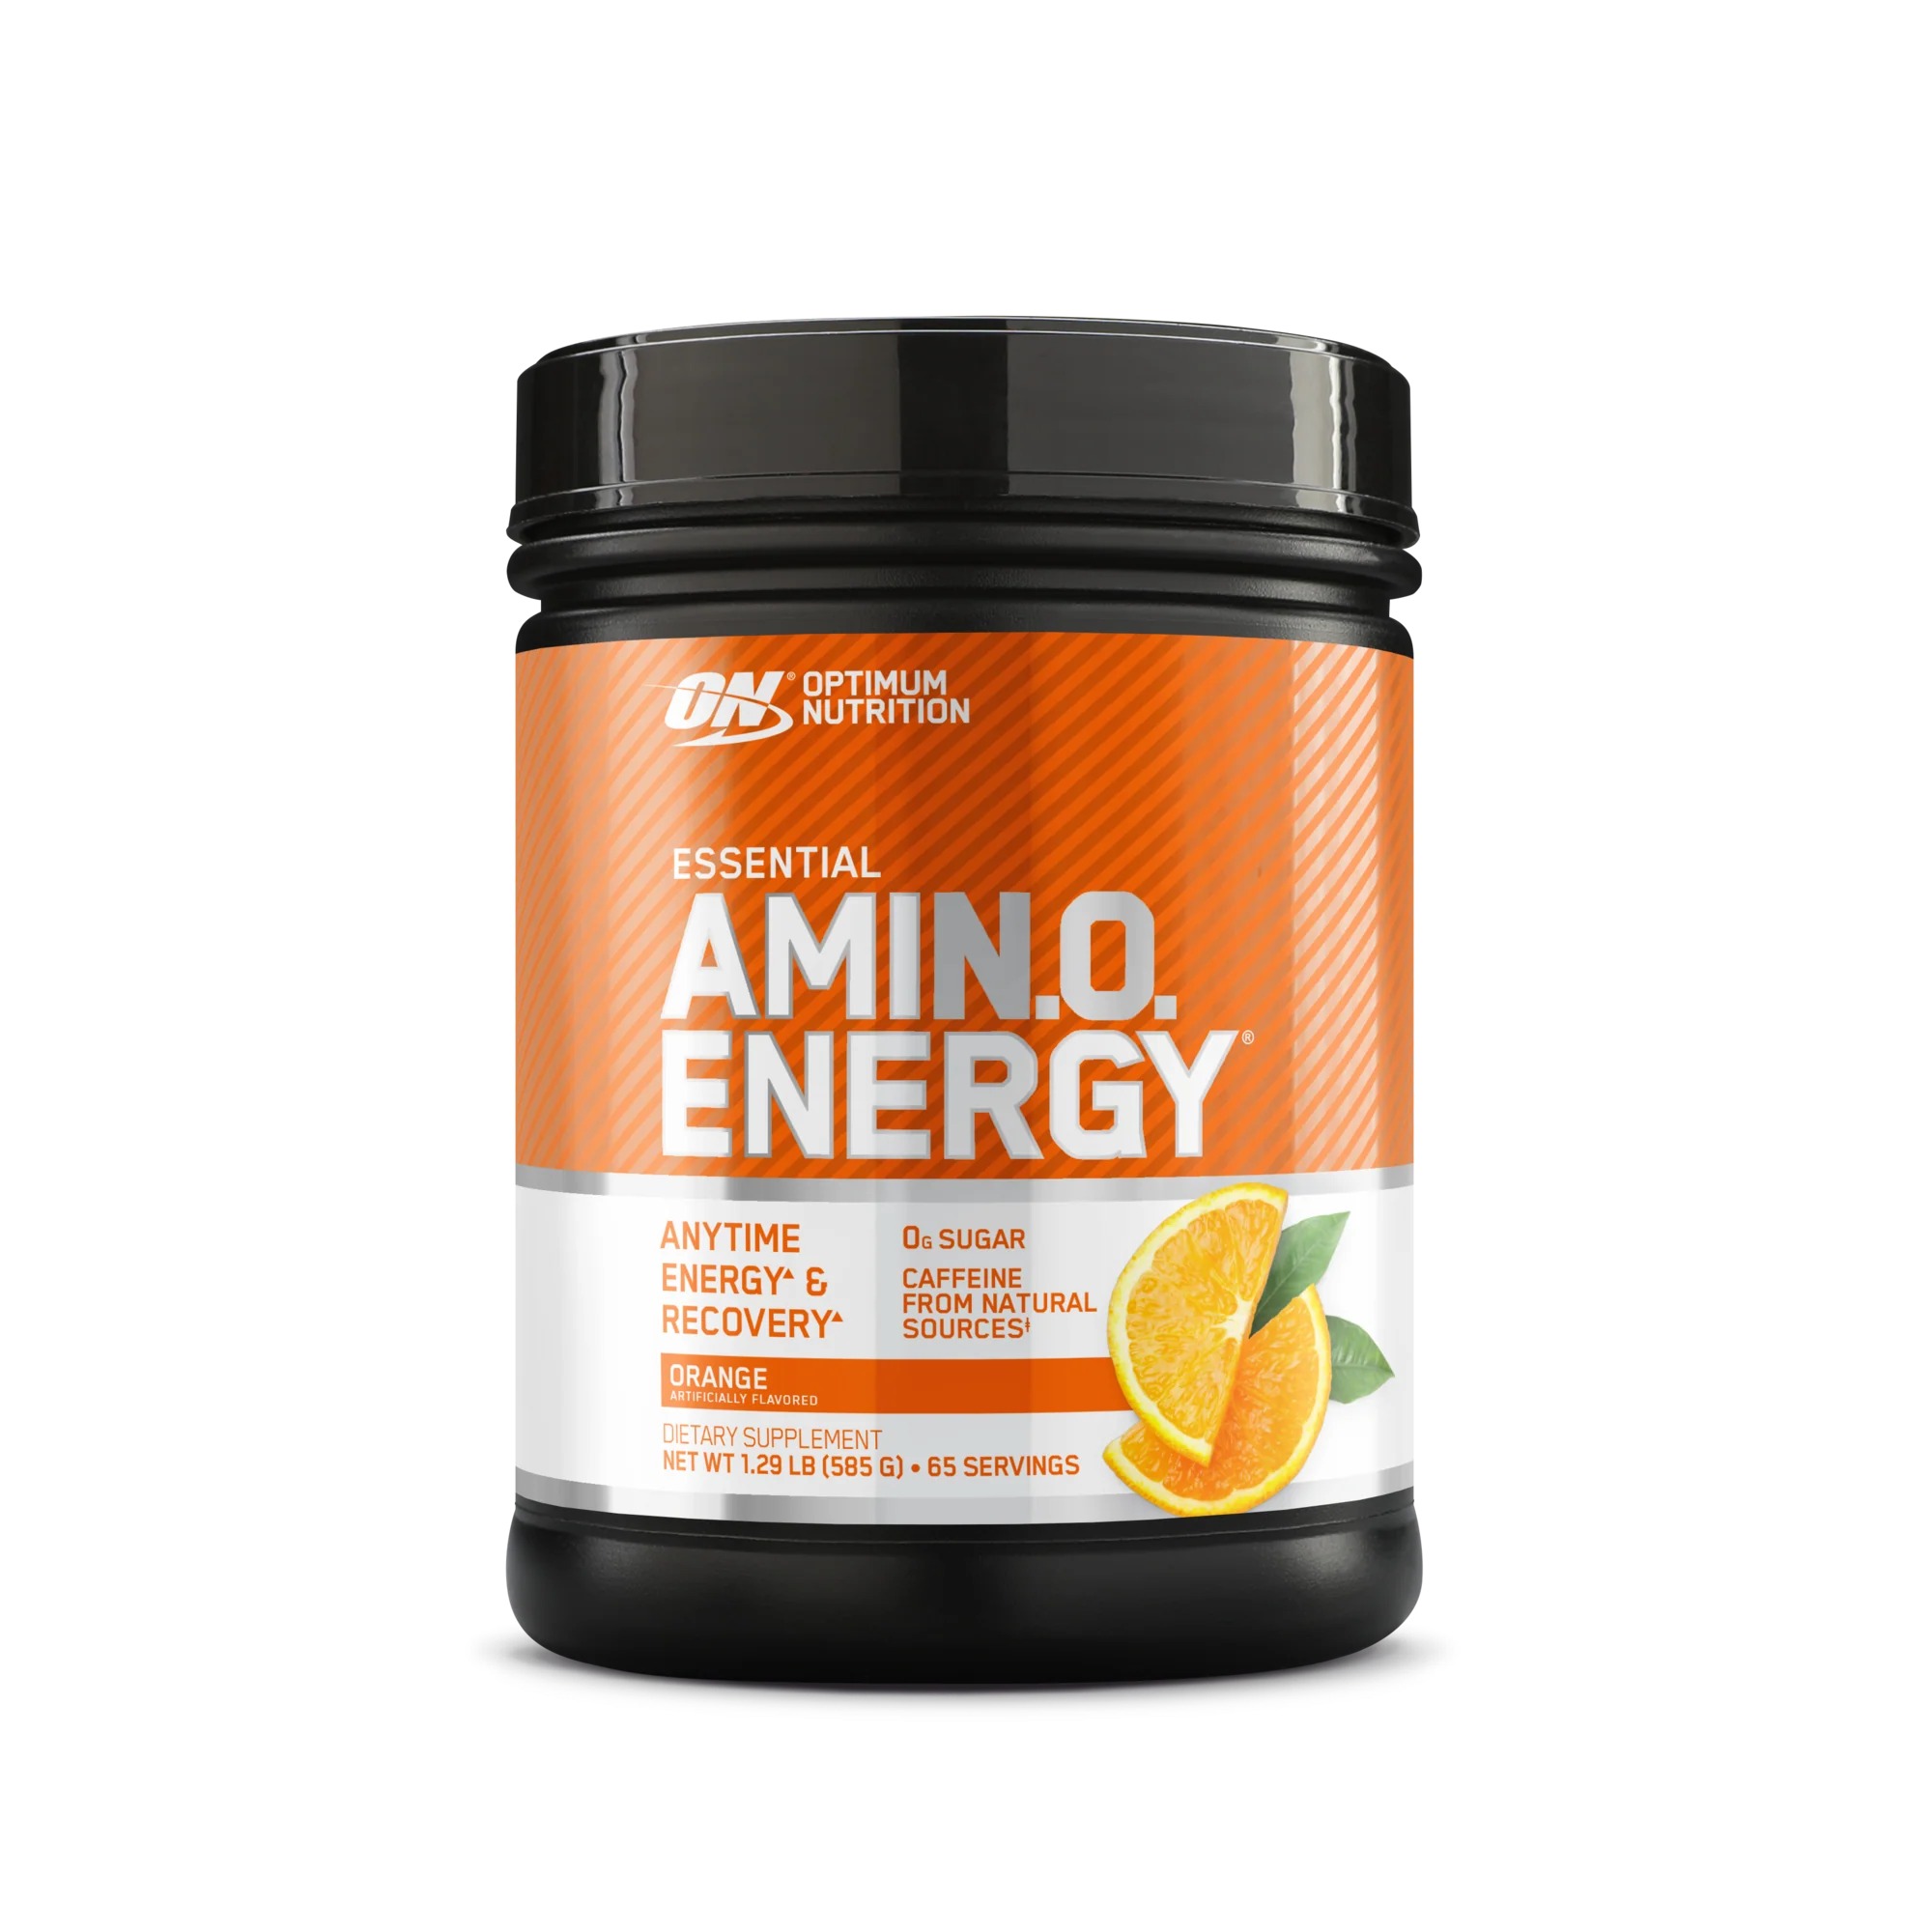 ON® OPTIMUM
NUTRITION
ESSENTIAL
AMIN.O.
ENERGY®
ANYTIME
ENERGY▲ &
RECOVERY▲
0G SUGAR
CAFFEINE
FROM NATURAL
SOURCES‡
ORANGE
ARTIFICIALLY FLAVORED
DIETARY SUPPLEMENT
NET WT 1.29 LB (585 G) • 65 SERVINGS